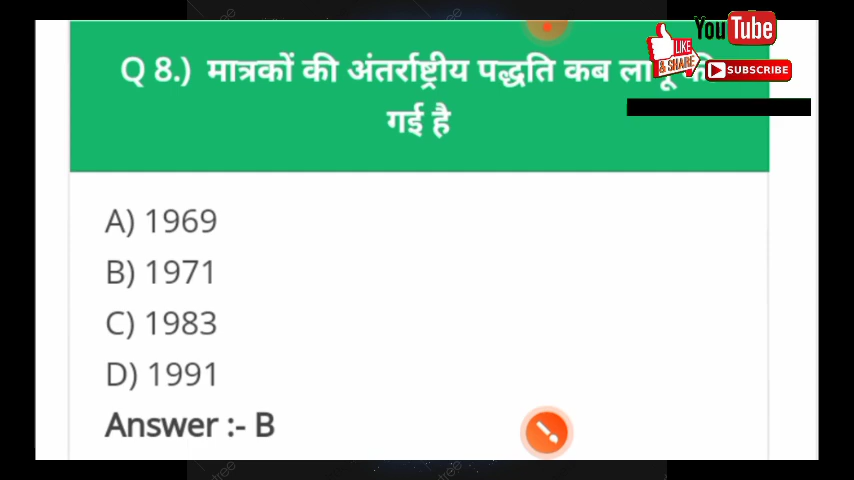 YouTube
LIKE
& SHARE
SUBSCRIBE
Q 8.) मात्रकों की अंतर्राष्ट्रीय पद्धति कब
गई है
A) 1969
B) 1971
C) 1983
D) 1991
Answer :- B